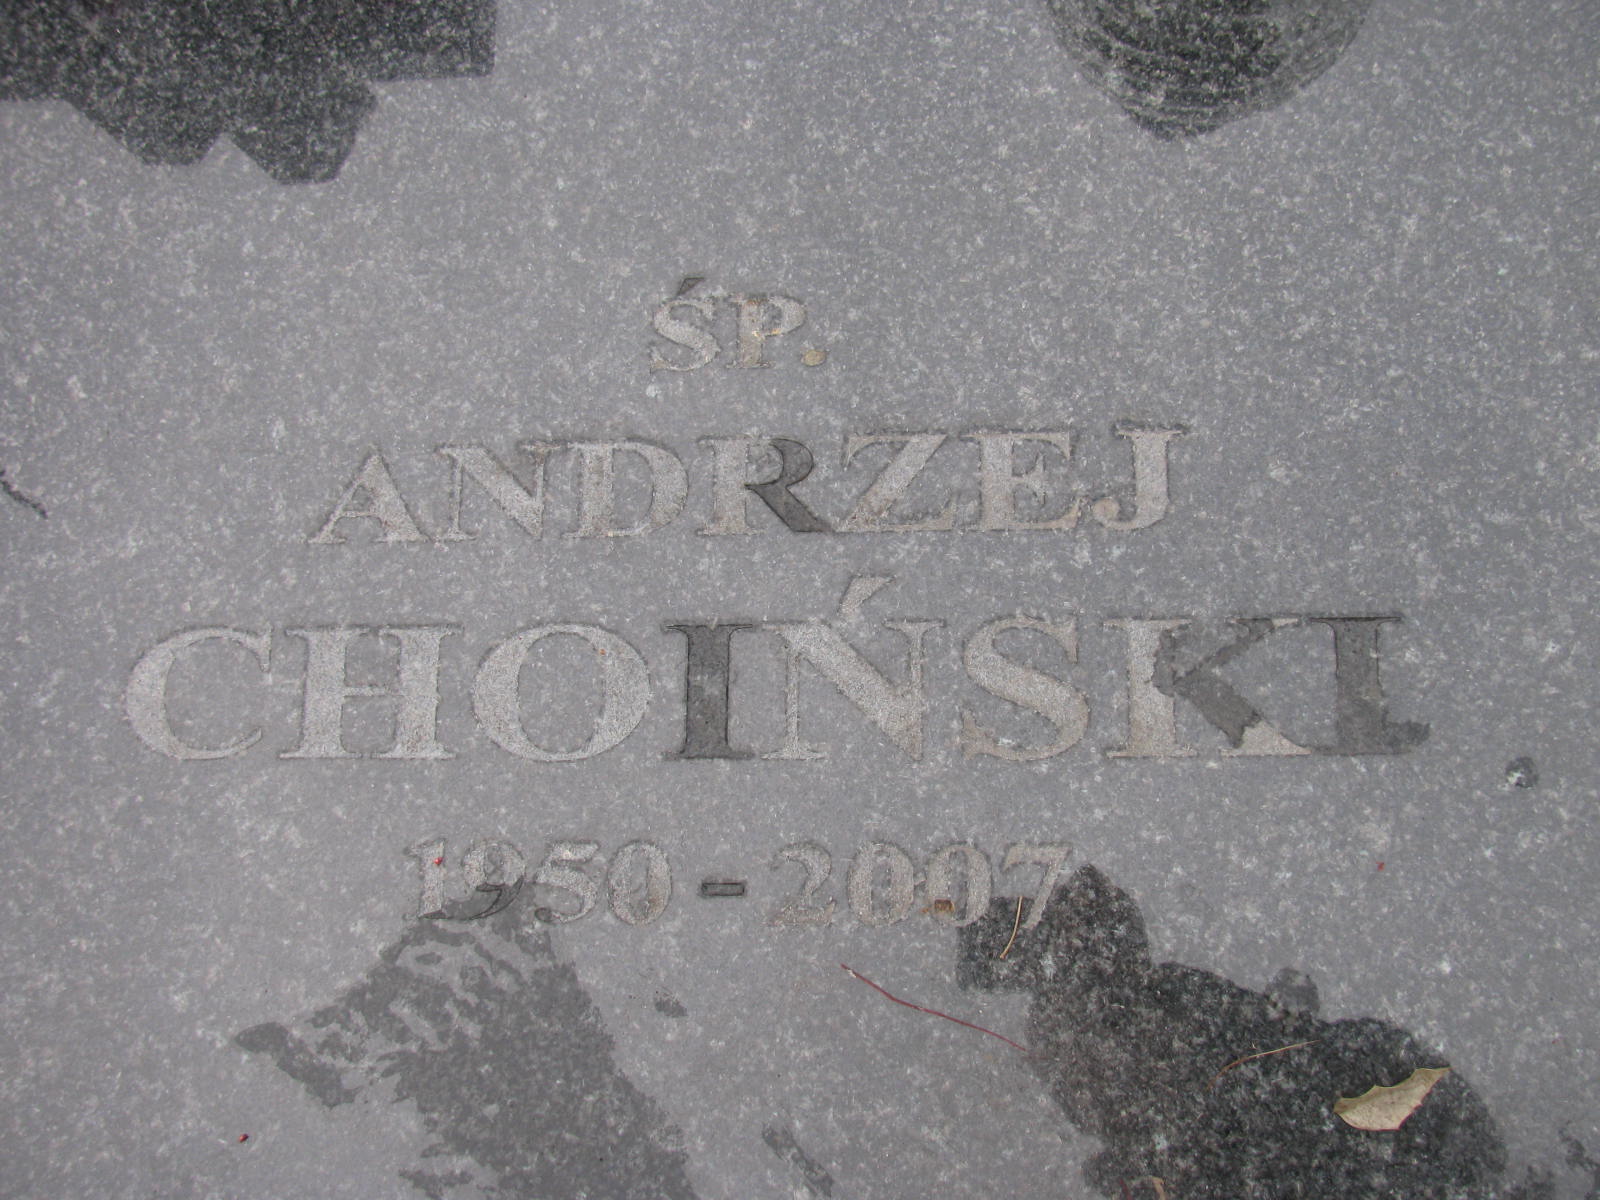 ŚP.
ANDRZEJ
CHOIŃSKI
1950 - 2007